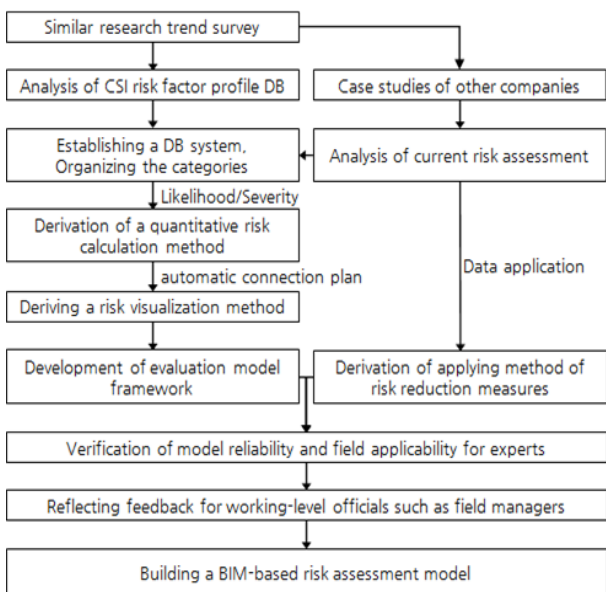 Similar research trend survey
Analysis of CSI risk factor profile DB
Case studies of other companies
Establishing a DB system,
Organizing the categories
Analysis of current risk assessment
Likelihood/Severity
Derivation of a quantitative risk
calculation method
automatic connection plan
Data application
Deriving a risk visualization method
Development of evaluation model
framework
Derivation of applying method of
risk reduction measures
Verification of model reliability and field applicability for experts
Reflecting feedback for working-level officials such as field managers
Building a BIM-based risk assessment model